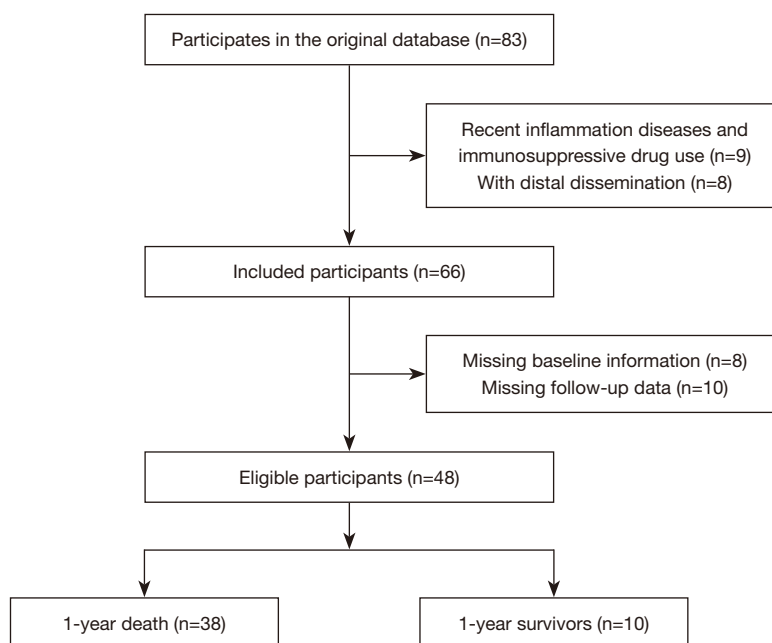 Participates in the original database (n=83)
Recent inflammation diseases and
immunosuppressive drug use (n=9)
With distal dissemination (n=8)
Included participants (n=66)
Missing baseline information (n=8)
Missing follow-up data (n=10)
Eligible participants (n=48)
1-year death (n=38)
1-year survivors (n=10)